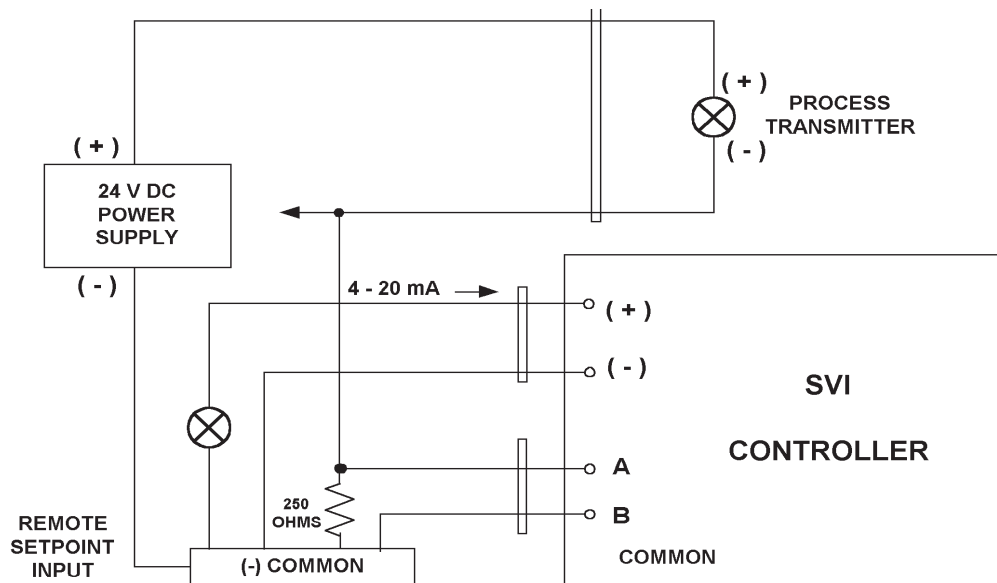 ( + )
PROCESS
TRANSMITTER
( - )
( + )
24 V DC
POWER
SUPPLY
( - )
4 - 20 mA
( + )
( - )
SVI
CONTROLLER
A
250
OHMS
B
REMOTE
SETPOINT
INPUT
(-) COMMON
COMMON